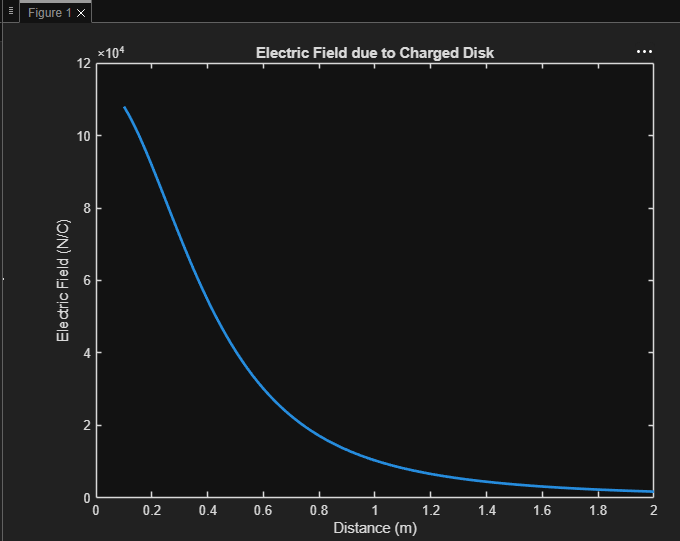 Figure 1
×10⁴
Electric Field due to Charged Disk
12
10
8
6
4
2
0
Electric Field (N/C)
0 0.2 0.4 0.6 0.8 1 1.2 1.4 1.6 1.8 2
Distance (m)